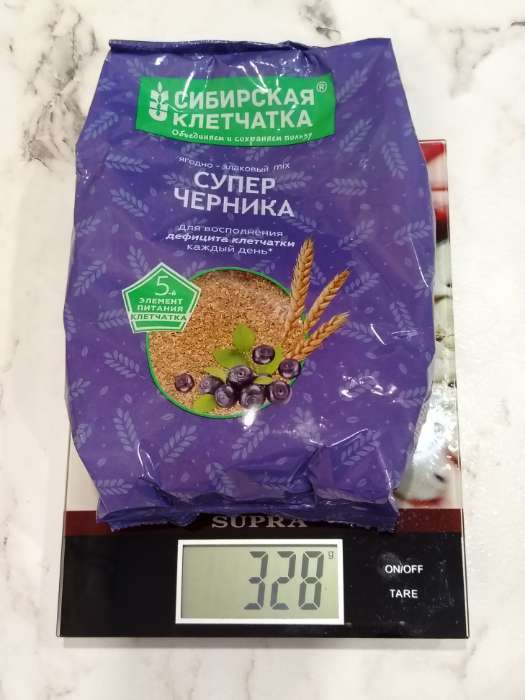 СИБИРСКАЯ®
КЛЕТЧАТКА
Объединяем и сохраняем пользу
ягодно - злаковый mix
СУПЕР
ЧЕРНИКА
для восполнения
дефицита клетчатки
каждый день*
5-й
ЭЛЕМЕНТ
ПИТАНИЯ
КЛЕТЧАТКА
SUPRA
328 g
ON/OFF
TARE